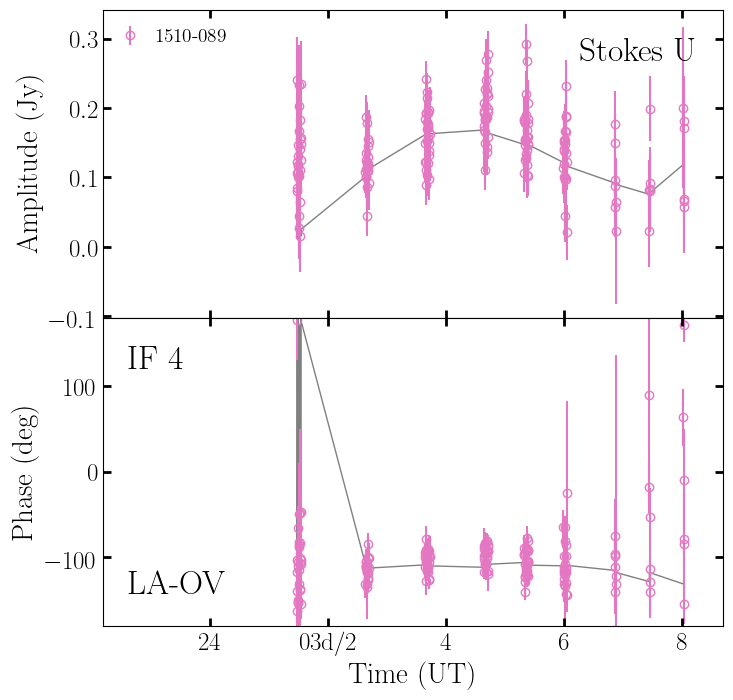 1510-089
Stokes U
Amplitude (Jy)
0.3
0.2
0.1
0.0
−0.1
IF 4
LA-OV
Phase (deg)
100
0
−100
24
03d/2
4
6
8
Time (UT)